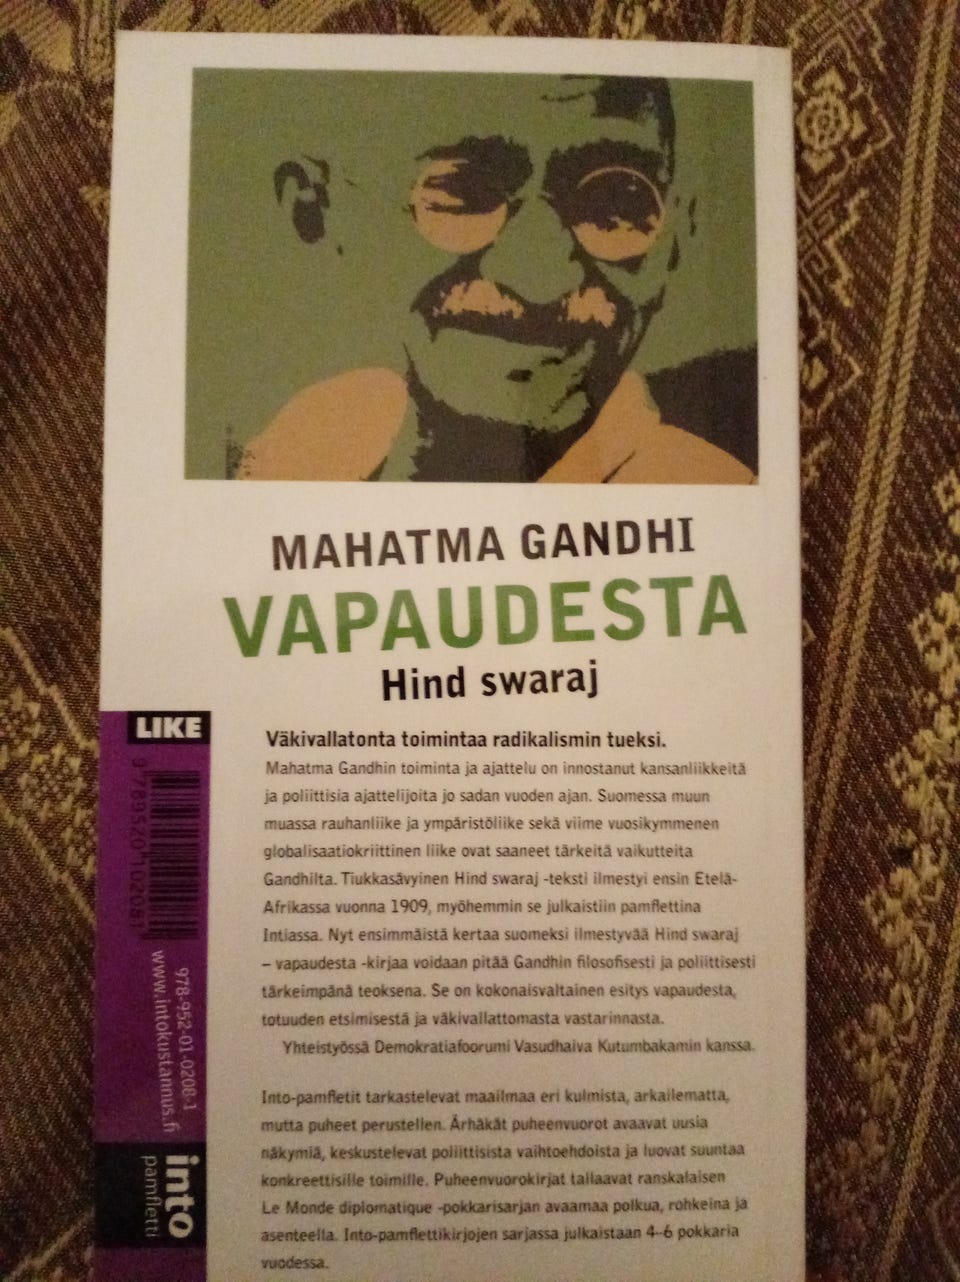 MAHATMA GANDHI
VAPAUDESTA
Hind swaraj
Väkivallatonta toimintaa radikalismin tueksi.
Mahatma Gandhin toiminta ja ajattelu on innostanut kansanliikkeitä
ja poliittisia ajattelijoita jo sadan vuoden ajan. Suomessa muun
muassa rauhanliike ja ympäristöliike sekä viime vuosikymmenen
globalisaatiokriittinen liike ovat saaneet tärkeitä vaikutteita
Gandhilta. Tiukkasävyinen Hind swaraj -teksti ilmestyi ensin Etelä-
Afrikassa vuonna 1909, myöhemmin se julkaistiin pamflettina
Intiassa. Nyt ensimmäistä kertaa suomeksi ilmestyvää Hind swaraj
– vapaudesta -kirjaa voidaan pitää Gandhin filosofisesti ja poliittisesti
tärkeimpänä teoksena. Se on kokonaisvaltainen esitys vapaudesta,
totuuden etsimisestä ja väkivallattomasta vastarinnasta.
Yhteistyössä Demokratiafoorumi Vasudhaiva Kutumbakamin kanssa.
Into-pamfletit tarkastelevat maailmaa eri kulmista, arkailematta,
mutta puheet perustellen. Ärhäkät puheenvuorot avaavat uusia
näkymiä, keskustelevat poliittisista vaihtoehdoista ja luovat suuntaa
konkreettisille toimille. Puheenvuorokirjat tallaavat ranskalaisen
Le Monde diplomatique -pokkarisarjan avaamaa polkua, rohkeina ja
asenteella. Into-pamflettikirjojen sarjassa julkaistaan 4–6 pokkaria
vuodessa.
LIKE
9 789520 102081
978-952-01-0208-1
www.intokustannus.fi
into
pamfletti